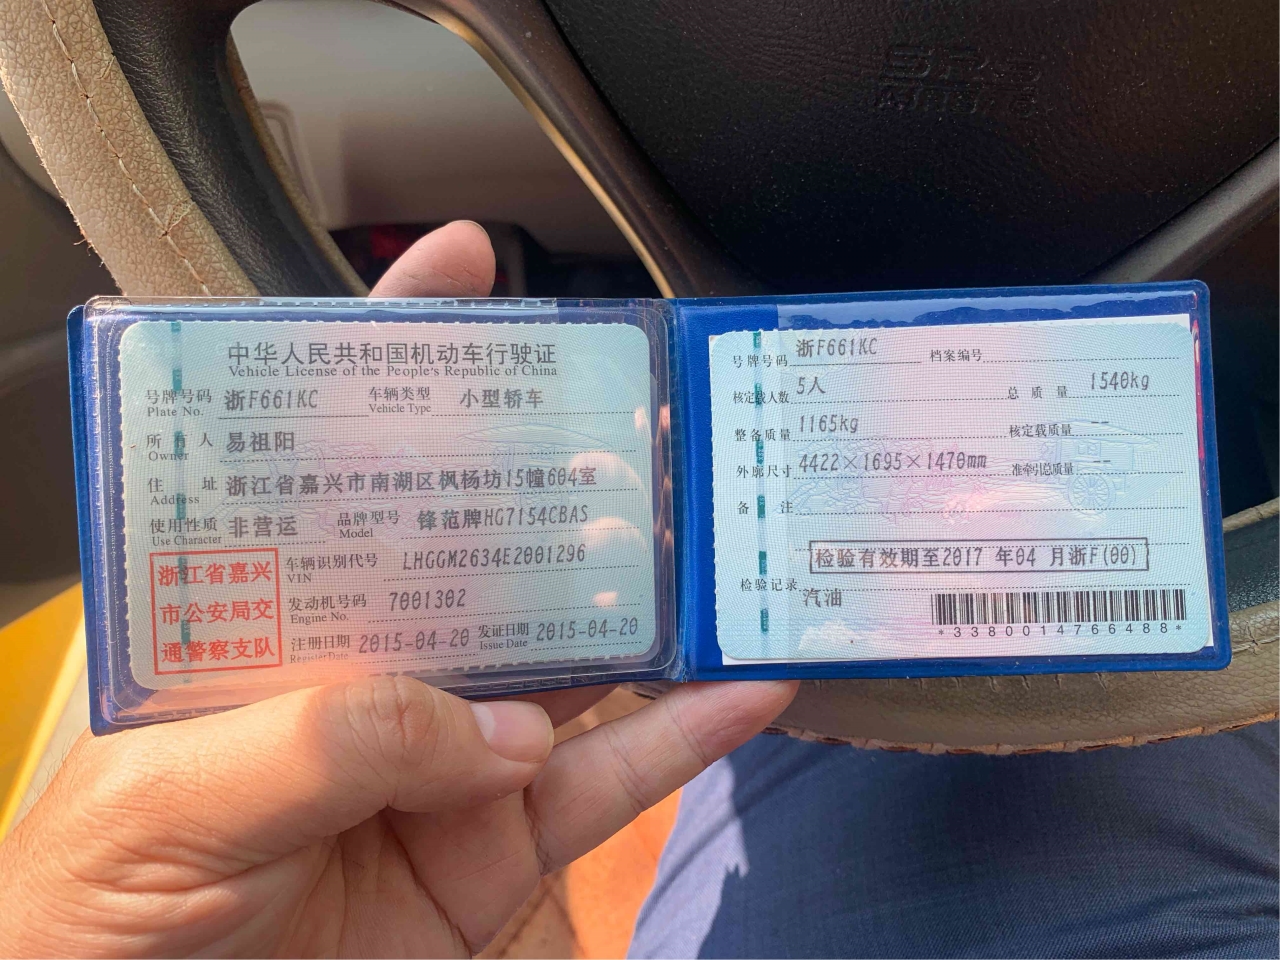 SRS
AIRBAG
中华人民共和国机动车行驶证
Vehicle License of the People's Republic of China
号牌号码 浙F661KC 车辆类型 小型轿车
Plate No. Vehicle Type
所有人 易祖阳
Owner
住址 浙江省嘉兴市南湖区枫杨坊15幢604室
Address
使用性质 非营运 品牌型号 锋范牌HG7154CBAS
Use Character Model
浙江省嘉兴
市公安局交
通警察支队
车辆识别代号 LHGGM2634E2001296
VIN
发动机号码 7001302
Engine No.
注册日期 2015-04-20 发证日期 2015-04-20
Register Date Issue Date
号牌号码 浙F661KC 档案编号
核定载人数 5人 总质量 1540kg
整备质量 1165kg 核定载质量 --
外廓尺寸 4422×1695×1470mm 准牵引总质量 --
备注
检验有效期至2017 年04 月浙F(00)
检验记录
汽油
*3380014766488*